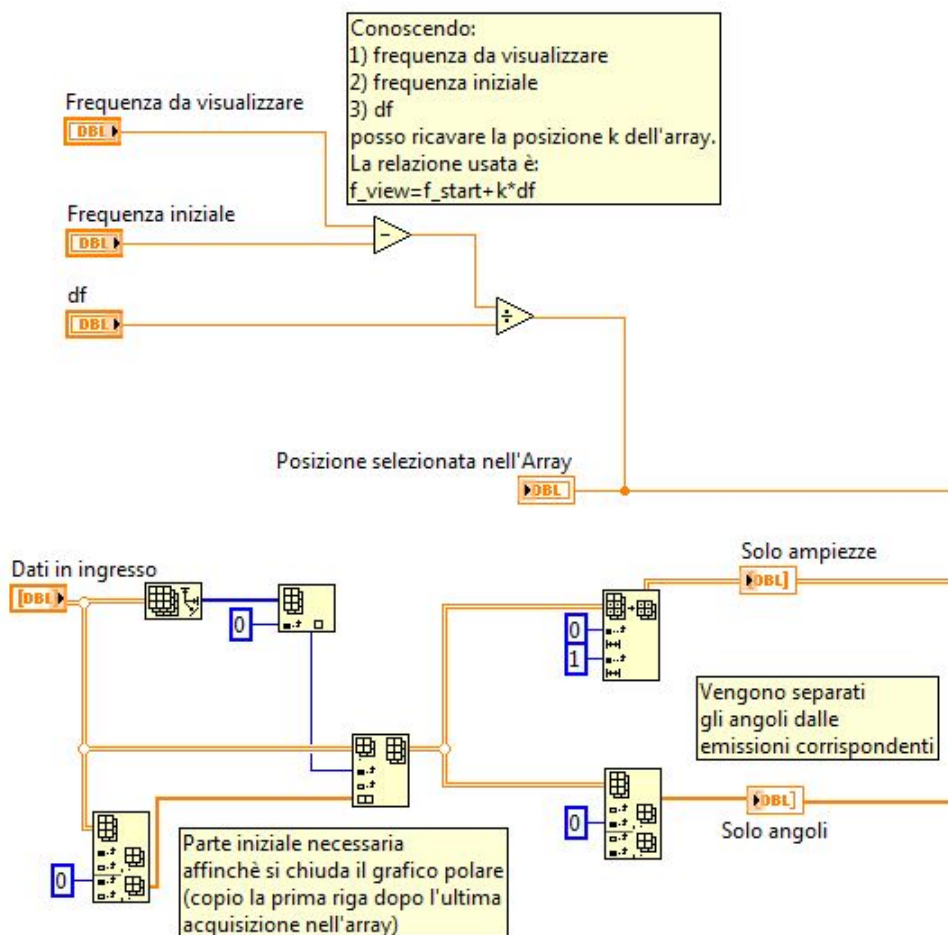 Conoscendo:
1) frequenza da visualizzare
2) frequenza iniziale
3) df
posso ricavare la posizione k dell'array.
La relazione usata è:
f_view=f_start+k*df
Frequenza da visualizzare
DBL
Frequenza iniziale
DBL
-
df
DBL
÷
Posizione selezionata nell'Array
DBL
Dati in ingresso
[DBL]
0
Solo ampiezze
DBL]
0
1
Vengono separati
gli angoli dalle
emissioni corrispondenti
0
DBL]
Solo angoli
0
Parte iniziale necessaria
affinchè si chiuda il grafico polare
(copio la prima riga dopo l'ultima
acquisizione nell'array)